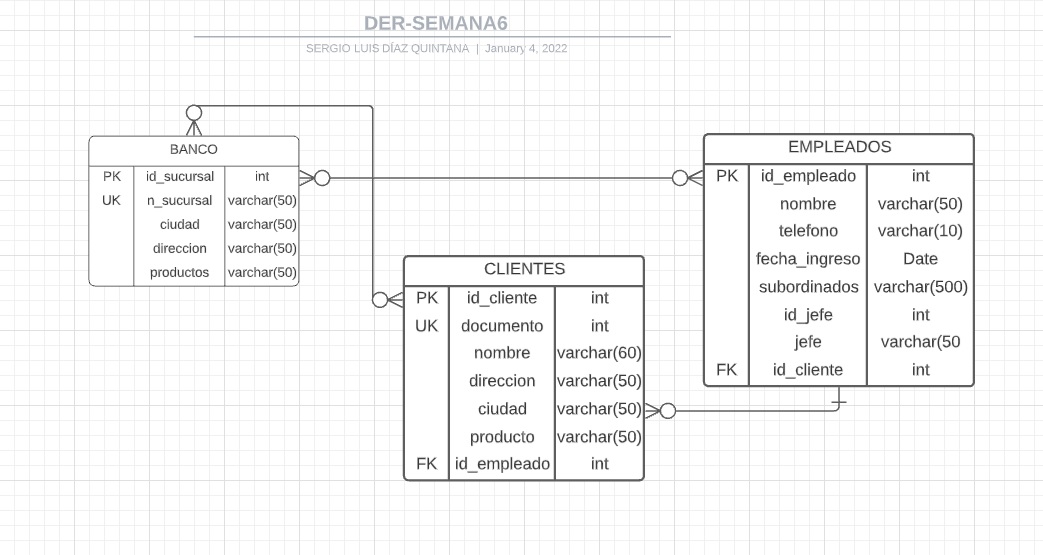 DER-SEMANA6
SERGIO LUIS DÍAZ QUINTANA | January 4, 2022
BANCO
PK id_sucursal int
UK n_sucursal varchar(50)
ciudad varchar(50)
direccion varchar(50)
productos varchar(50)
EMPLEADOS
PK id_empleado int
nombre varchar(50)
telefono varchar(10)
fecha_ingreso Date
subordinados varchar(500)
id_jefe int
jefe varchar(50
FK id_cliente int
CLIENTES
PK id_cliente int
UK documento int
nombre varchar(60)
direccion varchar(50)
ciudad varchar(50)
producto varchar(50)
FK id_empleado int